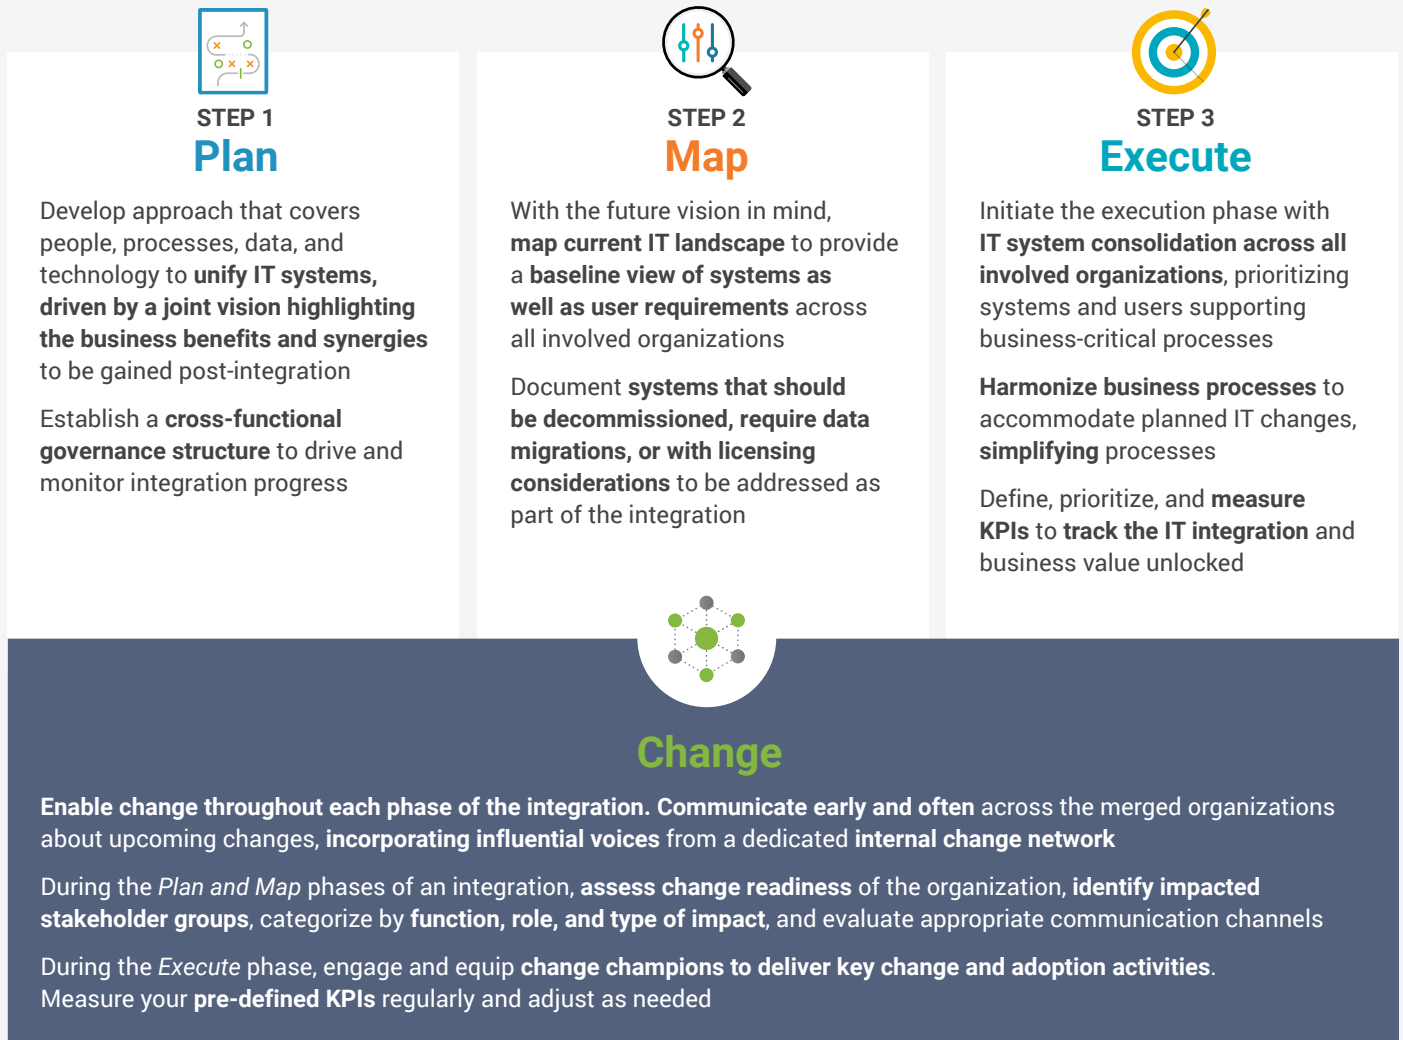 STEP 1
Plan
Develop approach that covers
people, processes, data, and
technology to unify IT systems,
driven by a joint vision highlighting
the business benefits and synergies
to be gained post-integration
Establish a cross-functional
governance structure to drive and
monitor integration progress
STEP 2
Map
With the future vision in mind,
map current IT landscape to provide
a baseline view of systems as
well as user requirements across
all involved organizations
Document systems that should
be decommissioned, require data
migrations, or with licensing
considerations to be addressed as
part of the integration
STEP 3
Execute
Initiate the execution phase with
IT system consolidation across all
involved organizations, prioritizing
systems and users supporting
business-critical processes
Harmonize business processes to
accommodate planned IT changes,
simplifying processes
Define, prioritize, and measure
KPIs to track the IT integration and
business value unlocked
Change
Enable change throughout each phase of the integration. Communicate early and often across the merged organizations
about upcoming changes, incorporating influential voices from a dedicated internal change network
During the Plan and Map phases of an integration, assess change readiness of the organization, identify impacted
stakeholder groups, categorize by function, role, and type of impact, and evaluate appropriate communication channels
During the Execute phase, engage and equip change champions to deliver key change and adoption activities.
Measure your pre-defined KPIs regularly and adjust as needed